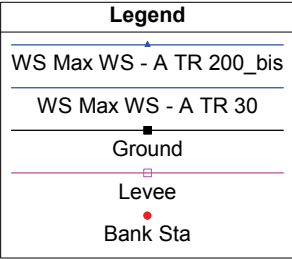 Legend
WS Max WS - A TR 200_bis
WS Max WS - A TR 30
Ground
Levee
Bank Sta